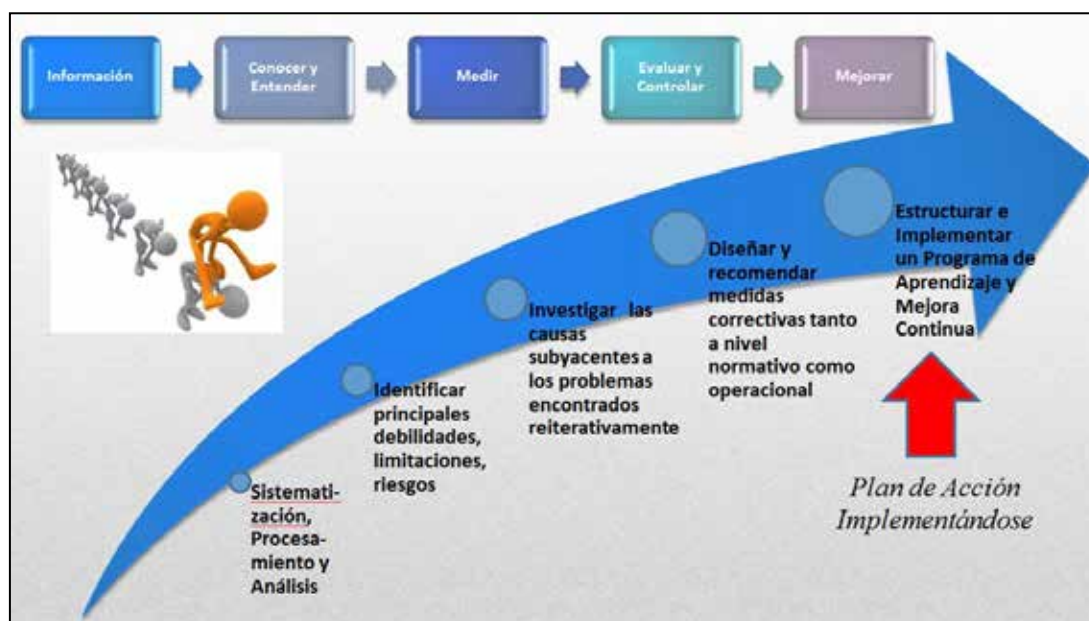 Información
Conocer y
Entender
Medir
Evaluar y
Controlar
Mejorar
Sistemati-
zación,
Procesa-
miento y
Análisis
Identificar
principales
debilidades,
limitaciones,
riesgos
Investigar las
causas
subyacentes a
los problemas
encontrados
reiterativamente
Diseñar y
recomendar
medidas
correctivas tanto
a nivel
normativo como
operacional
Estructurar e
Implementar
un Programa de
Aprendizaje y
Mejora
Continua
Plan de Acción
Implementándose